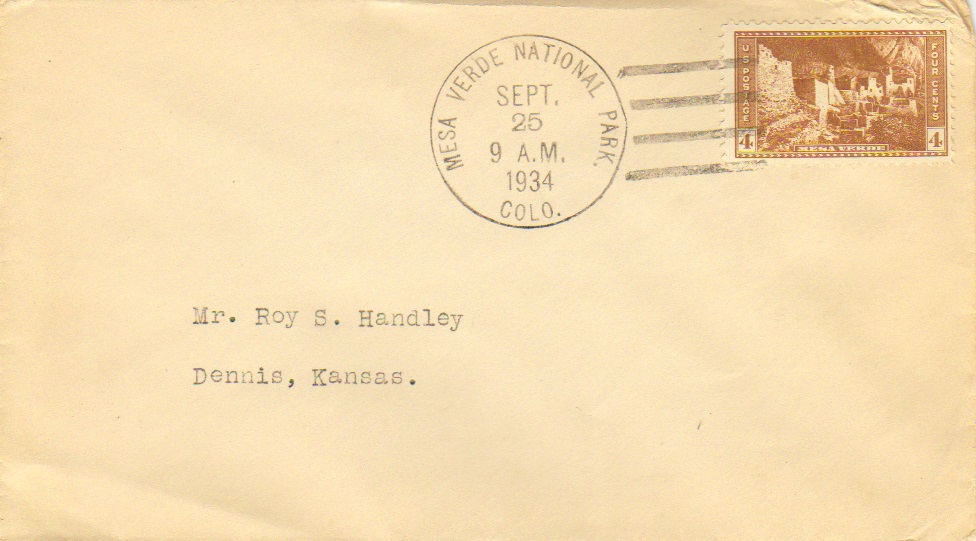 MESA VERDE NATIONAL PARK.
SEPT.
25
9 A.M.
1934
COLO.
U S POSTAGE
FOUR CENTS
4 MESA VERDE 4
Mr. Roy S. Handley
Dennis, Kansas.